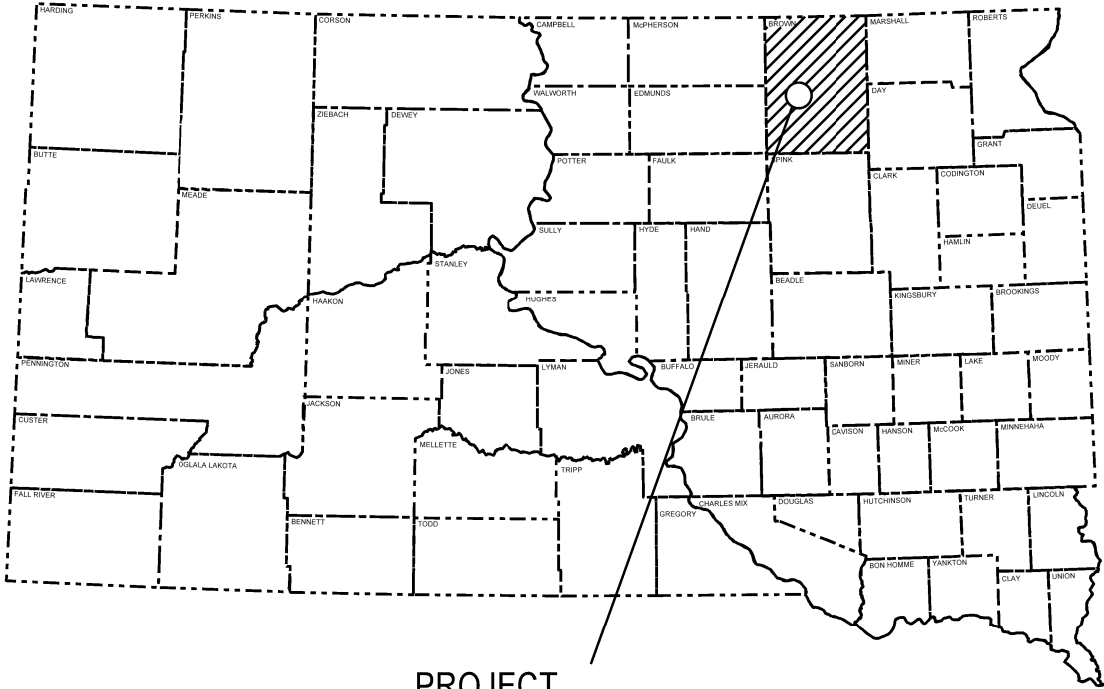 HARDING
PERKINS
CORSON
CAMPBELL
McPHERSON
BROWN
MARSHALL
ROBERTS
WALWORTH
EDMUNDS
DAY
ZIEBACH
DEWEY
GRANT
BUTTE
POTTER
FAULK
SPINK
CLARK
CODINGTON
MEADE
DEUEL
SULLY
HYDE
HAND
HAMLIN
STANLEY
LAWRENCE
BEADLE
HAAKON
HUGHES
KINGSBURY
BROOKINGS
PENNINGTON
JONES
LYMAN
BUFFALO
JERAULD
SANBORN
MINER
LAKE
MOODY
JACKSON
CUSTER
BRULE
AURORA
DAVISON
HANSON
McCOOK
MINNEHAHA
MELLETTE
OGLALA LAKOTA
TRIPP
FALL RIVER
CHARLES MIX
DOUGLAS
HUTCHINSON
TURNER
LINCOLN
GREGORY
BENNETT
TODD
BON HOMME
YANKTON
CLAY
UNION
PROJECT